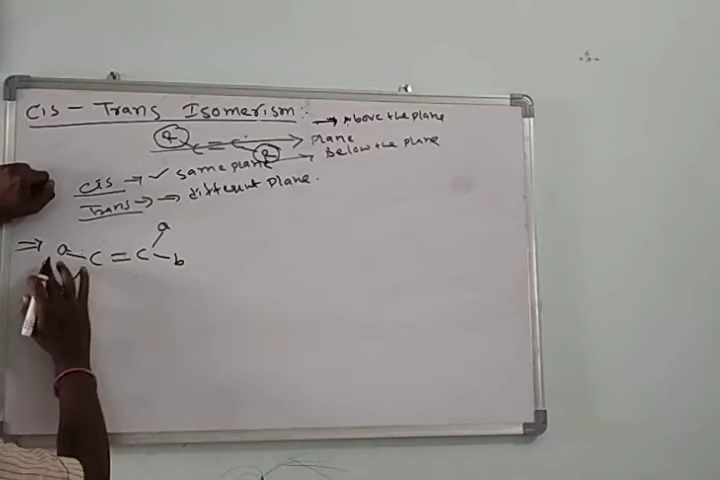 Cis - Trans Isomerism :- → Above the plane
a C = C → Plane
a → Below the plane
Cis → ✓ same plane
Trans → → different plane.
a
⇒ a - C = C - b